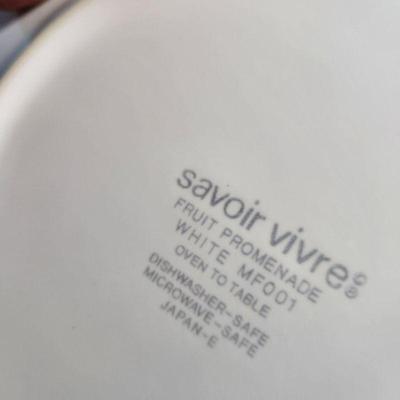 savoir vivre©®
FRUIT PROMENADE
WHITE MF001
OVEN TO TABLE
DISHWASHER-SAFE
MICROWAVE-SAFE
JAPAN-E